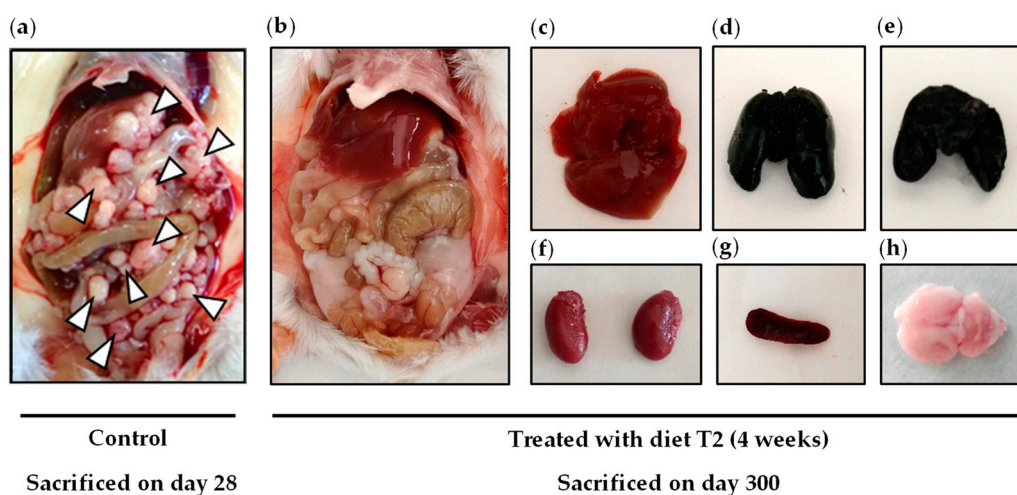 (a)
(b)
(c)
(d)
(e)
(f)
(g)
(h)
Control
Treated with diet T2 (4 weeks)
Sacrificed on day 28
Sacrificed on day 300